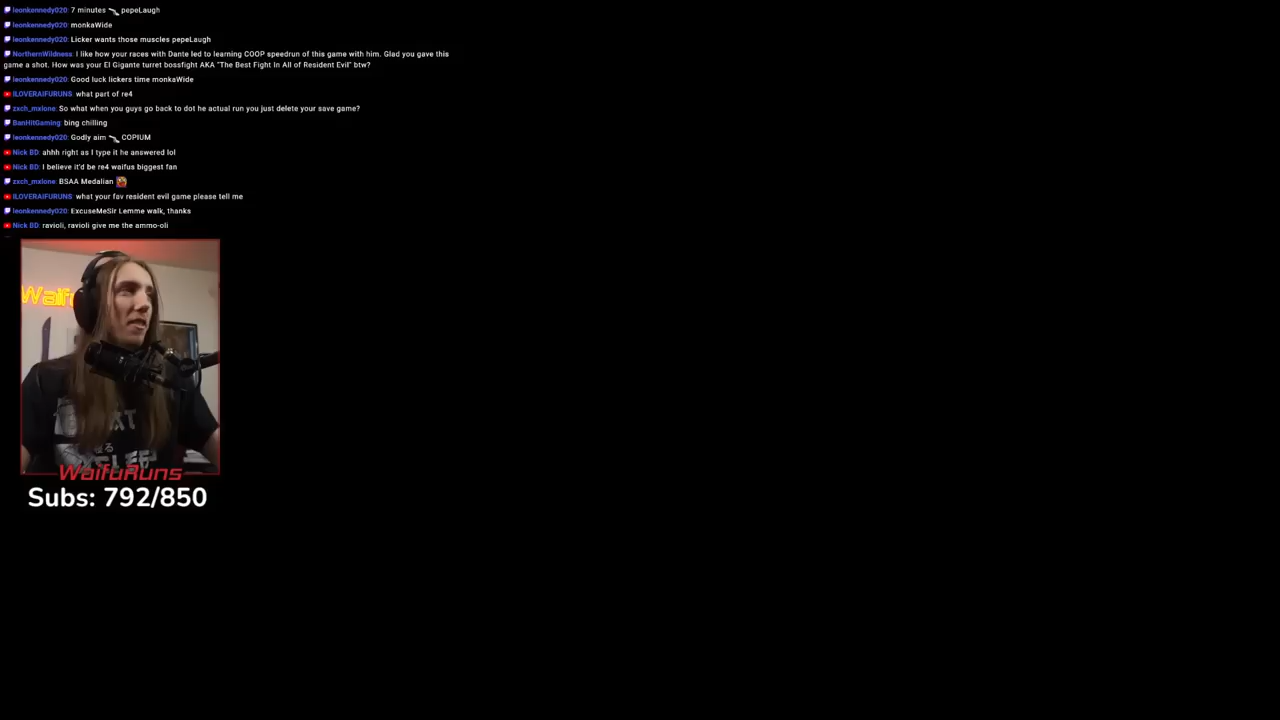 leonkennedy020: 7 minutes pepeLaugh
leonkennedy020: monkaWide
leonkennedy020: Licker wants those muscles pepeLaugh
NorthernWildness: I like how your races with Dante led to learning COOP speedrun of this game with him. Glad you gave this
game a shot. How was your El Gigante turret bossfight AKA "The Best Fight In All of Resident Evil" btw?
leonkennedy020: Good luck lickers time monkaWide
ILOVERAIFURUNS: what part of re4
zxch_mxlone: So what when you guys go back to dot he actual run you just delete your save game?
BanHitGaming: bing chilling
leonkennedy020: Godly aim COPIUM
Nick BD: ahhh right as I type it he answered lol
Nick BD: I believe it'd be re4 waifus biggest fan
zxch_mxlone: BSAA Medalian
ILOVERAIFURUNS: what your fav resident evil game please tell me
leonkennedy020: ExcuseMeSir Lemme walk, thanks
Nick BD: ravioli, ravioli give me the ammo-oli
Waifu
WaifuRuns
Subs: 792/850